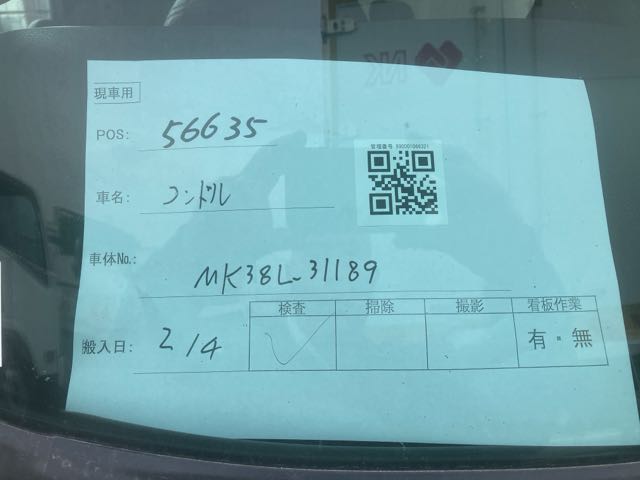 NK
現車用
管理番号 590001066321
POS: 56635
車名: コンドル
車体No.: MK38L-31189
検査 掃除 撮影 看板作業
搬入日: 2/4 ✓ 有・無